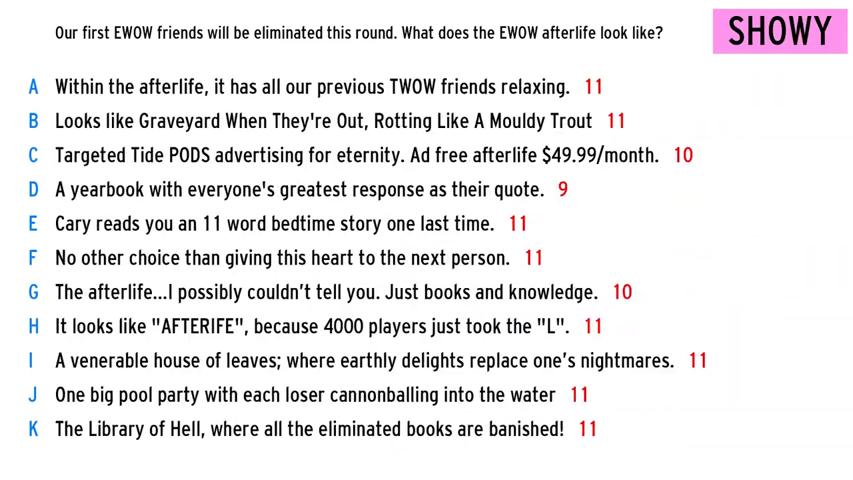 Our first EWOW friends will be eliminated this round. What does the EWOW afterlife look like?
SHOWY
A Within the afterlife, it has all our previous TWOW friends relaxing. 11
B Looks like Graveyard When They're Out, Rotting Like A Mouldy Trout 11
C Targeted Tide PODS advertising for eternity. Ad free afterlife $49.99/month. 10
D A yearbook with everyone's greatest response as their quote. 9
E Cary reads you an 11 word bedtime story one last time. 11
F No other choice than giving this heart to the next person. 11
G The afterlife...I possibly couldn't tell you. Just books and knowledge. 10
H It looks like "AFTERIFE", because 4000 players just took the "L". 11
I A venerable house of leaves; where earthly delights replace one's nightmares. 11
J One big pool party with each loser cannonballing into the water 11
K The Library of Hell, where all the eliminated books are banished! 11